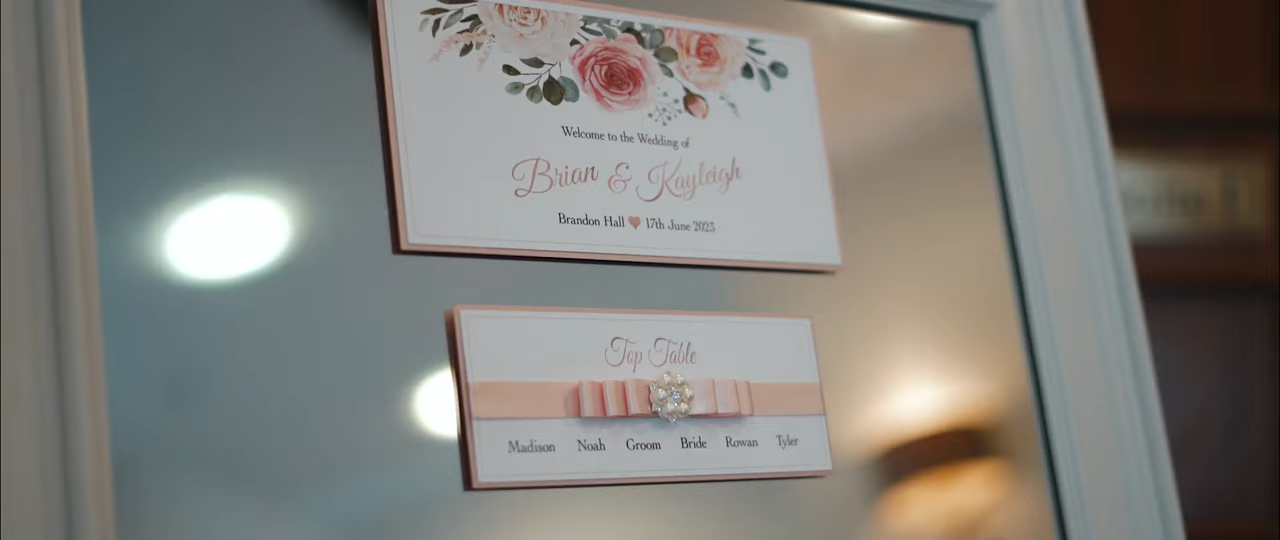 Welcome to the Wedding of
Brian & Kayleigh
Brandon Hall ♥ 17th June 2023
Top Table
Madison Noah Groom Bride Rowan Tyler